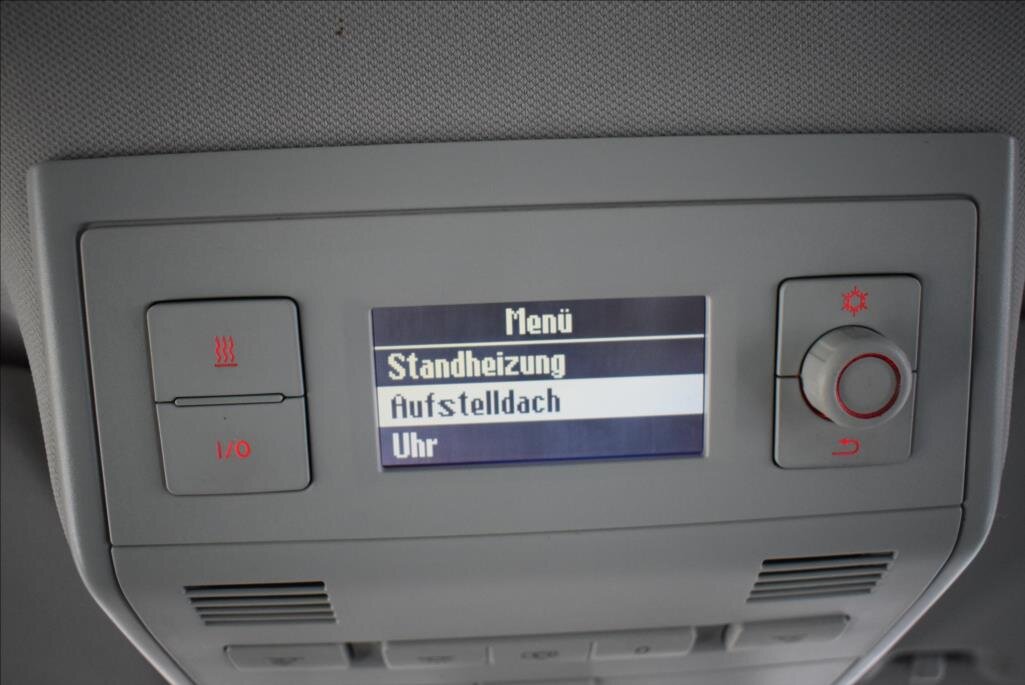 Menü
Standheizung
Aufstelldach
I/O
Uhr